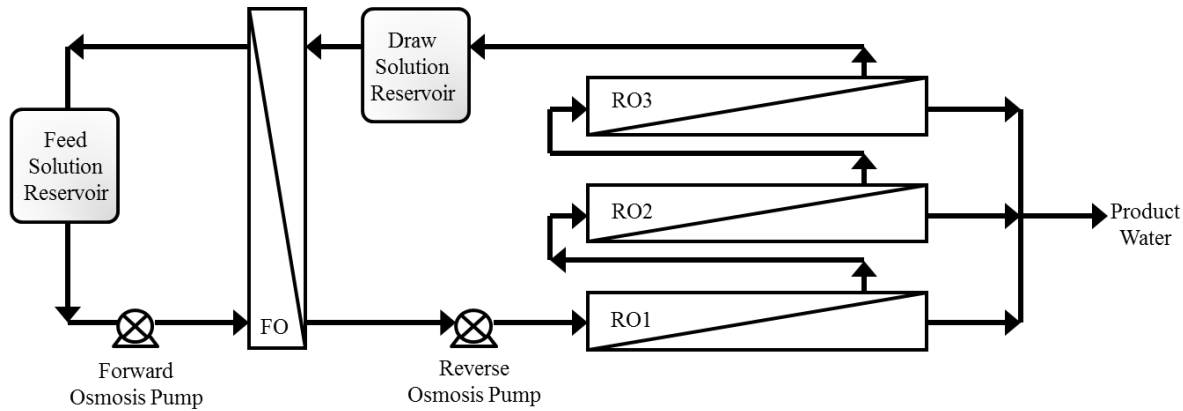 Draw
Solution
Reservoir
RO3
Feed
Solution
Reservoir
RO2
Product
Water
FO
RO1
Forward
Osmosis Pump
Reverse
Osmosis Pump